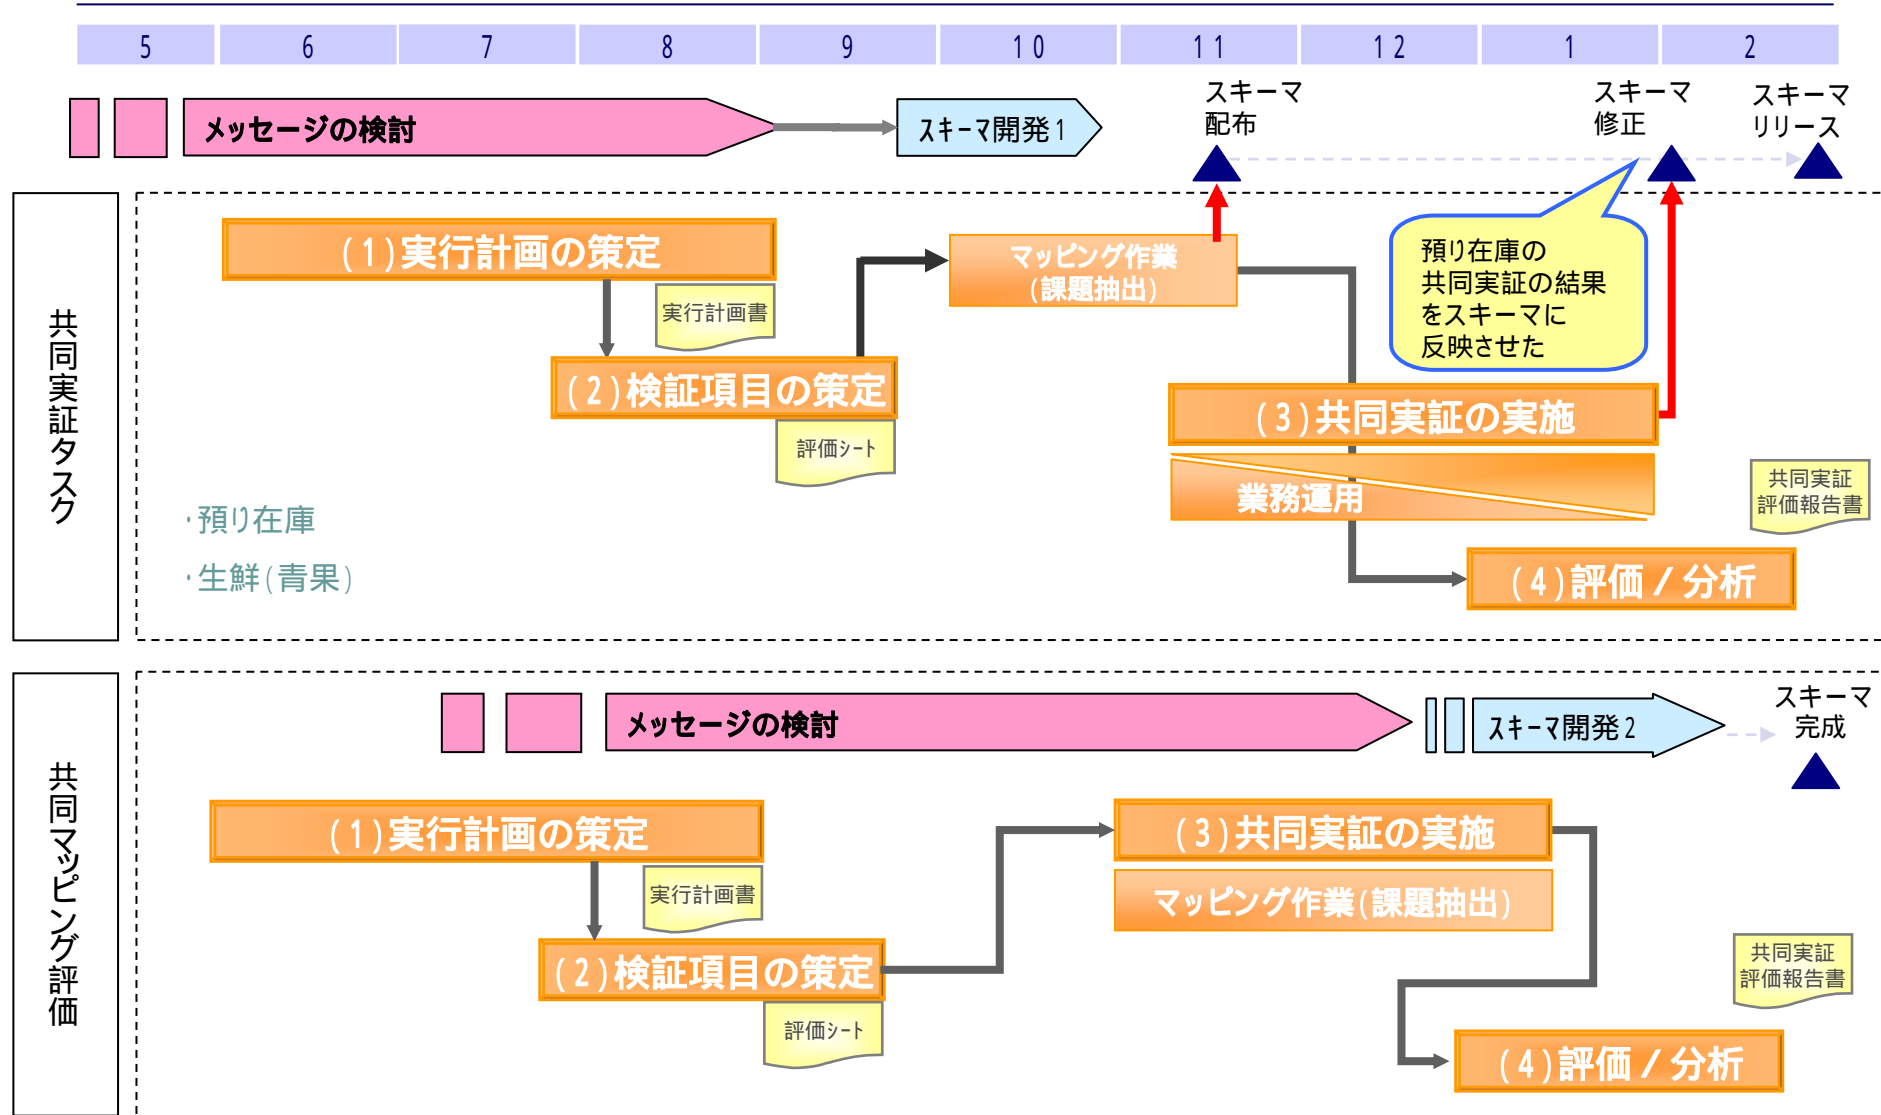 5 6 7 8 9 10 11 12 1 2
メッセージの検討
スキーマ開発1
スキーマ
配布
スキーマ
修正
スキーマ
リリース
共同実証タスク
(1)実行計画の策定
実行計画書
(2)検証項目の策定
評価シート
マッピング作業
(課題抽出)
預り在庫の
共同実証の結果
をスキーマに
反映させた
(3)共同実証の実施
業務運用
共同実証
評価報告書
・預り在庫
・生鮮(青果)
(4)評価/分析
共同マッピング評価
メッセージの検討
スキーマ開発2
スキーマ
完成
(1)実行計画の策定
実行計画書
(2)検証項目の策定
評価シート
(3)共同実証の実施
マッピング作業(課題抽出)
共同実証
評価報告書
(4)評価/分析